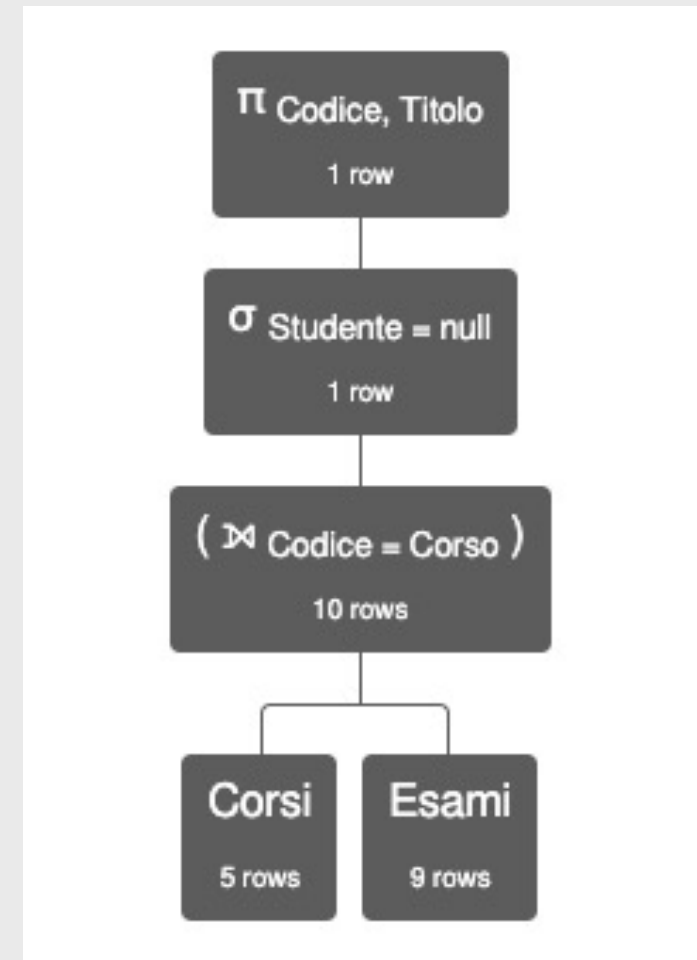 π Codice, Titolo
1 row
σ Studente = null
1 row
( ⟕ Codice = Corso )
10 rows
Corsi
5 rows
Esami
9 rows